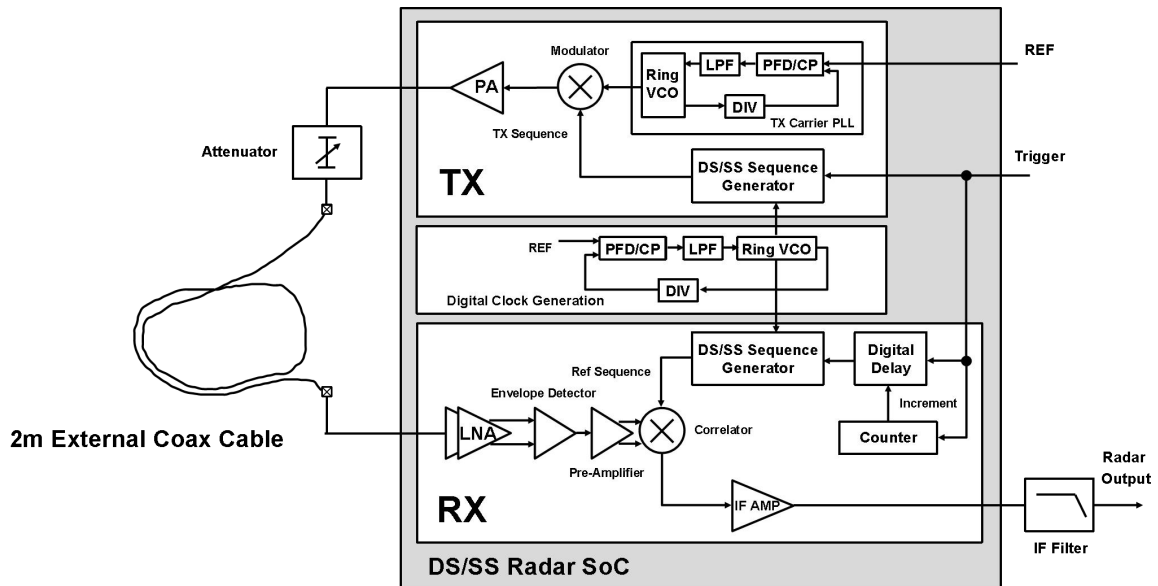 Modulator
REF
PA
Ring
VCO
LPF
PFD/CP
DIV
TX Carrier PLL
TX Sequence
Attenuator
Trigger
DS/SS Sequence
Generator
TX
REF
PFD/CP
LPF
Ring VCO
DIV
Digital Clock Generation
DS/SS Sequence
Generator
Digital
Delay
Ref Sequence
Envelope Detector
Increment
2m External Coax Cable
LNA
Correlator
Counter
Pre-Amplifier
Radar
Output
RX
IF AMP
IF Filter
DS/SS Radar SoC